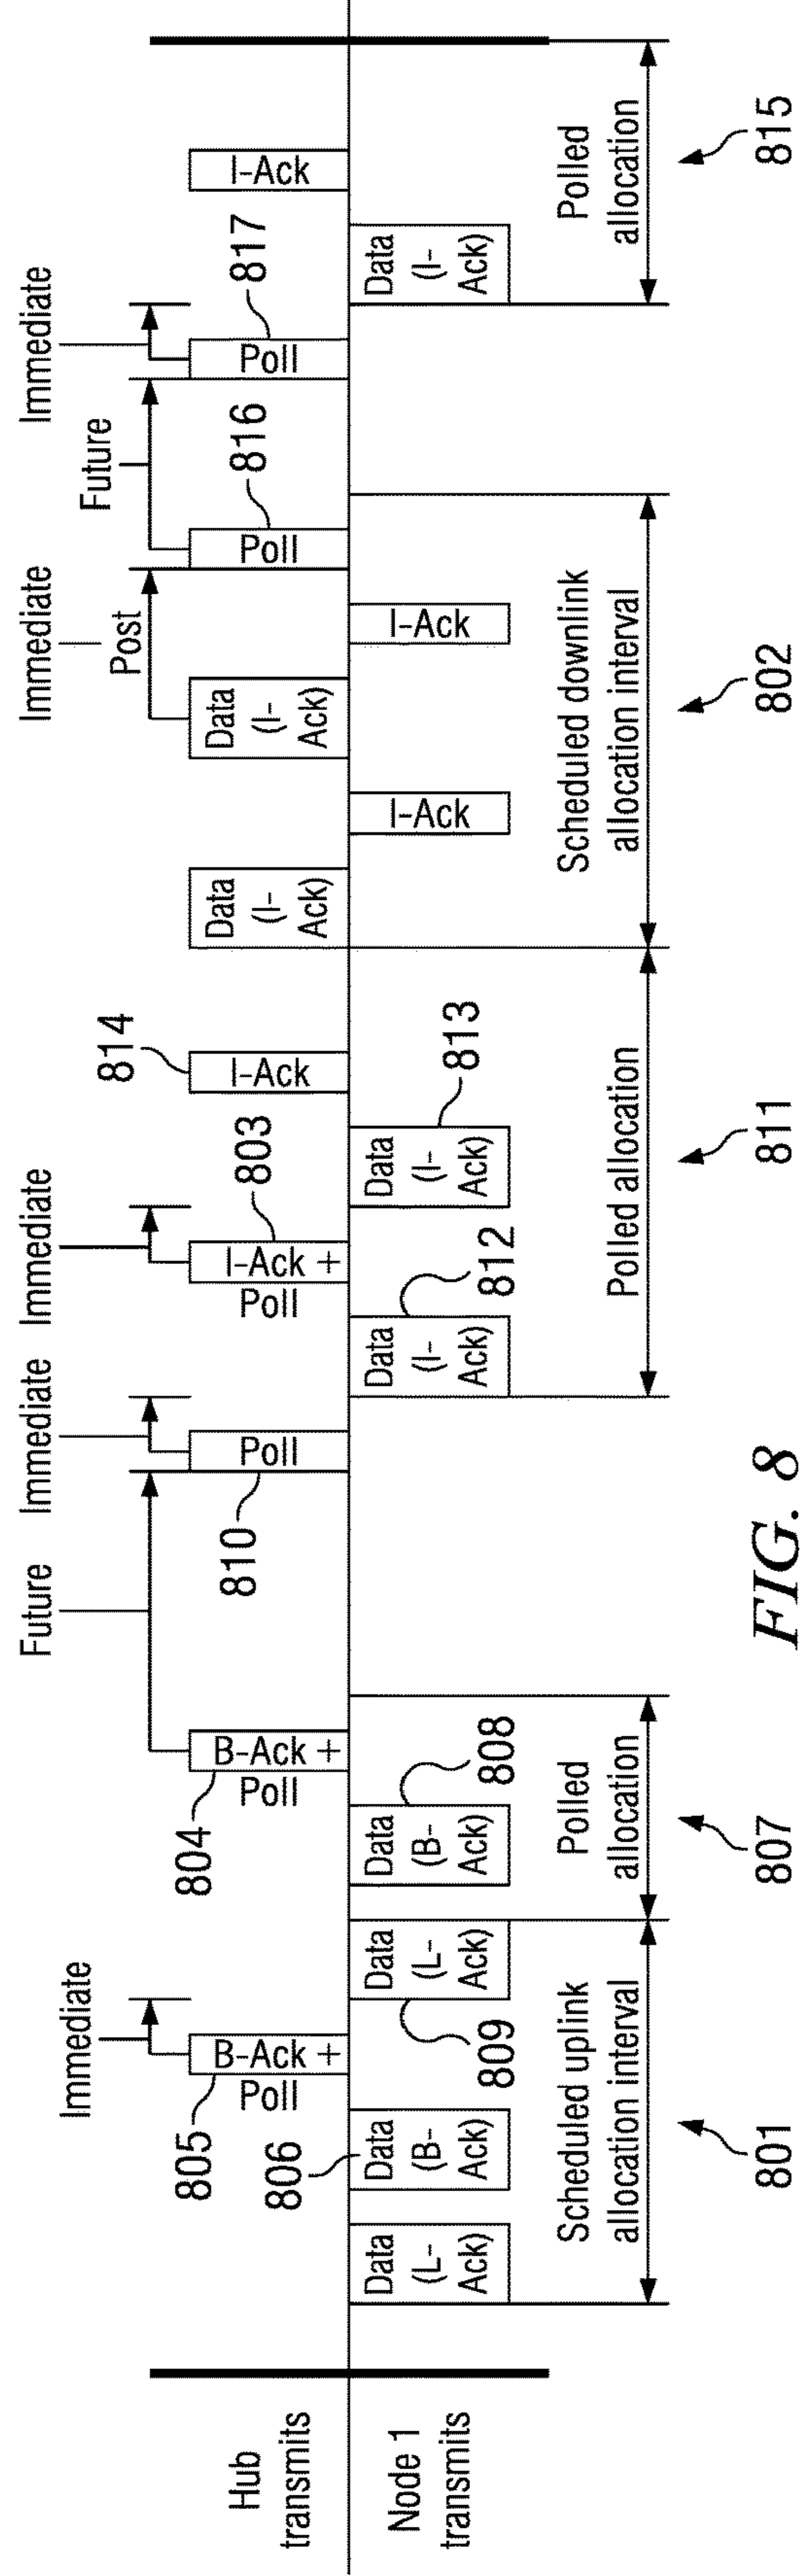 Immediate
Future
Immediate
Immediate
Immediate
Post
Future
Immediate
805
B-Ack +
Poll
804
B-Ack +
Poll
810
Poll
I-Ack +
Poll
803
814
I-Ack
Data
(I-
Ack)
Data
(I-
Ack)
Poll
816
Poll
817
I-Ack
Hub
transmits
Node 1
transmits
Data
(L-
Ack)
806
Data
(B-
Ack)
Data
(L-
Ack)
809
Data
(B-
Ack)
808
Data
(I-
Ack)
812
Data
(I-
Ack)
813
I-Ack
I-Ack
Data
(I-
Ack)
Scheduled uplink
allocation interval
Polled
allocation
Polled allocation
Scheduled downlink
allocation interval
Polled
allocation
801
807
811
802
815
FIG. 8